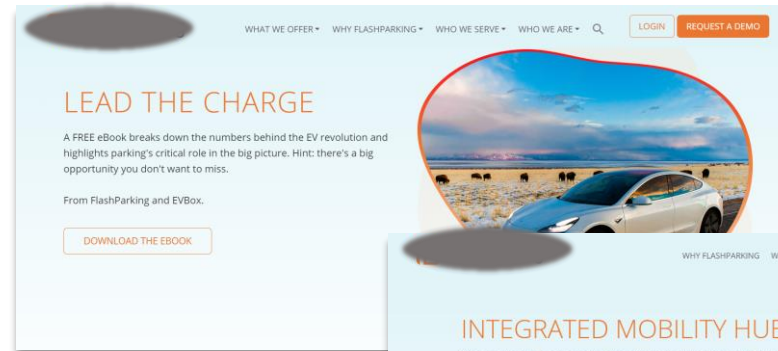 WHAT WE OFFER WHY FLASHPARKING WHO WE SERVE WHO WE ARE LOGIN REQUEST A DEMO
LEAD THE CHARGE
A FREE eBook breaks down the numbers behind the EV revolution and
highlights parking's critical role in the big picture. Hint: there's a big
opportunity you don't want to miss.
From FlashParking and EVBox.
DOWNLOAD THE EBOOK
WHY FLASHPARKING
INTEGRATED MOBILITY HUB